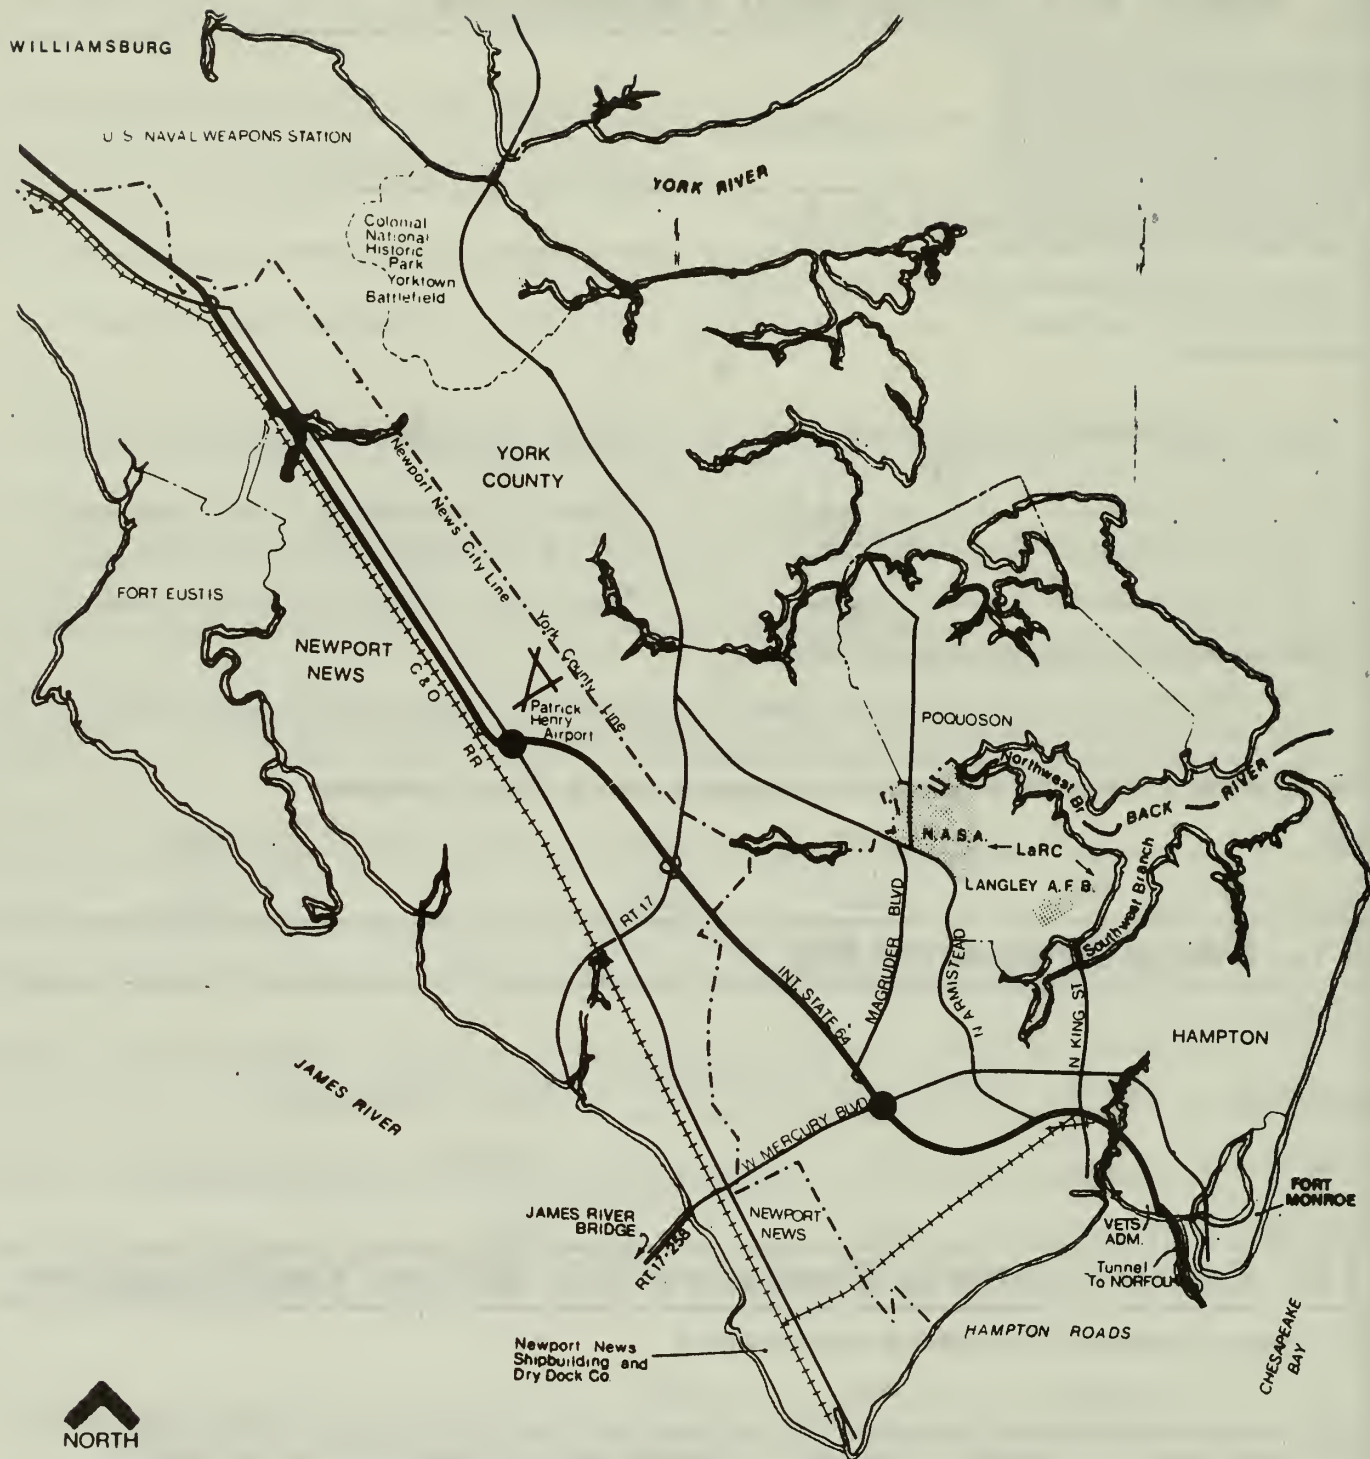 WILLIAMSBURG
U S NAVAL WEAPONS STATION
YORK RIVER
Colonial
National
Historic
Park
Yorktown
Battlefield
YORK
COUNTY
Newport News City Line
York County Line
FORT EUSTIS
NEWPORT
NEWS
C & O RR
Patrick
Henry
Airport
POQUOSON
Northwest Br
BACK RIVER
N.A.S.A.
LaRC
LANGLEY A.F.B.
Southwest Branch
RT 17
MAGRUDER BLVD
N ARMISTEAD
INT. STATE 64
N KING ST
HAMPTON
JAMES RIVER
W MERCURY BLVD
JAMES RIVER
BRIDGE
RT. 17-258
NEWPORT
NEWS
FORT
MONROE
VETS
ADM.
Tunnel
To NORFOLK
HAMPTON ROADS
Newport News
Shipbuilding and
Dry Dock Co.
CHESAPEAKE
BAY
NORTH